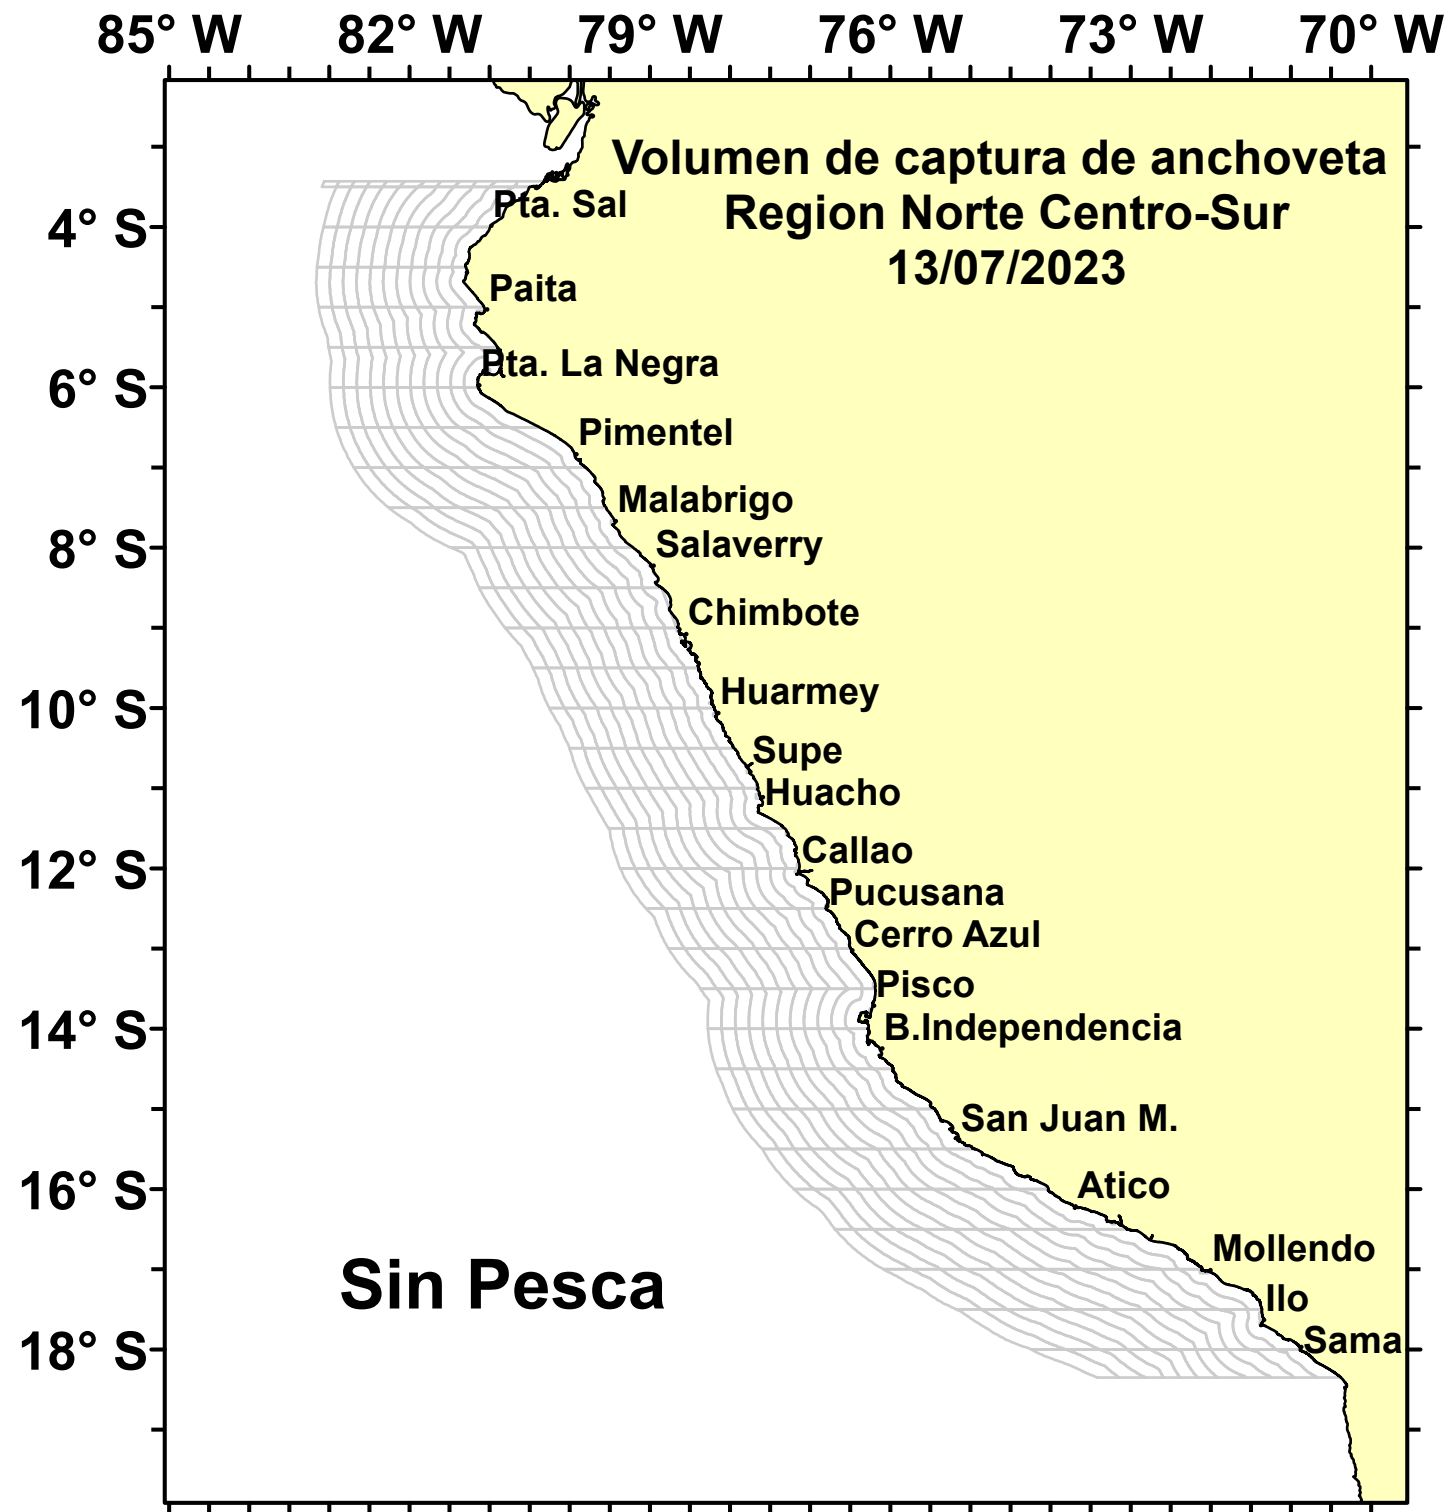 85° W 82° W 79° W 76° W 73° W 70° W
Volumen de captura de anchoveta
Region Norte Centro-Sur
13/07/2023
Pta. Sal
4° S
Paita
Pta. La Negra
6° S
Pimentel
Malabrigo
Salaverry
8° S
Chimbote
Huarmey
10° S
Supe
Huacho
Callao
12° S
Pucusana
Cerro Azul
Pisco
B.Independencia
14° S
San Juan M.
Atico
16° S
Mollendo
Sin Pesca
Ilo
Sama
18° S